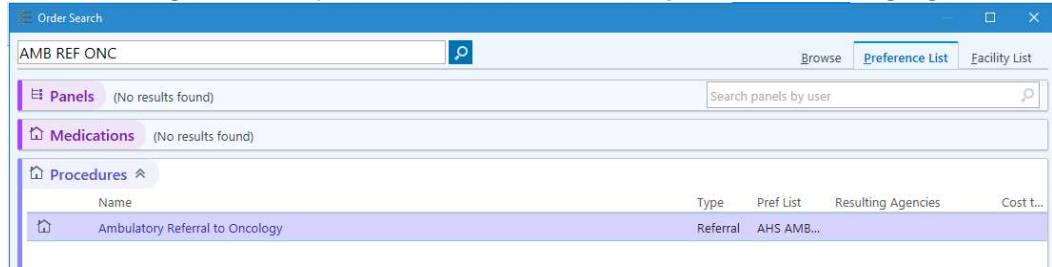 Order Search
AMB REF ONC
Browse Preference List Facility List
Panels (No results found) Search panels by user
Medications (No results found)
Procedures
Name Type Pref List Resulting Agencies Cost t...
Ambulatory Referral to Oncology Referral AHS AMB...